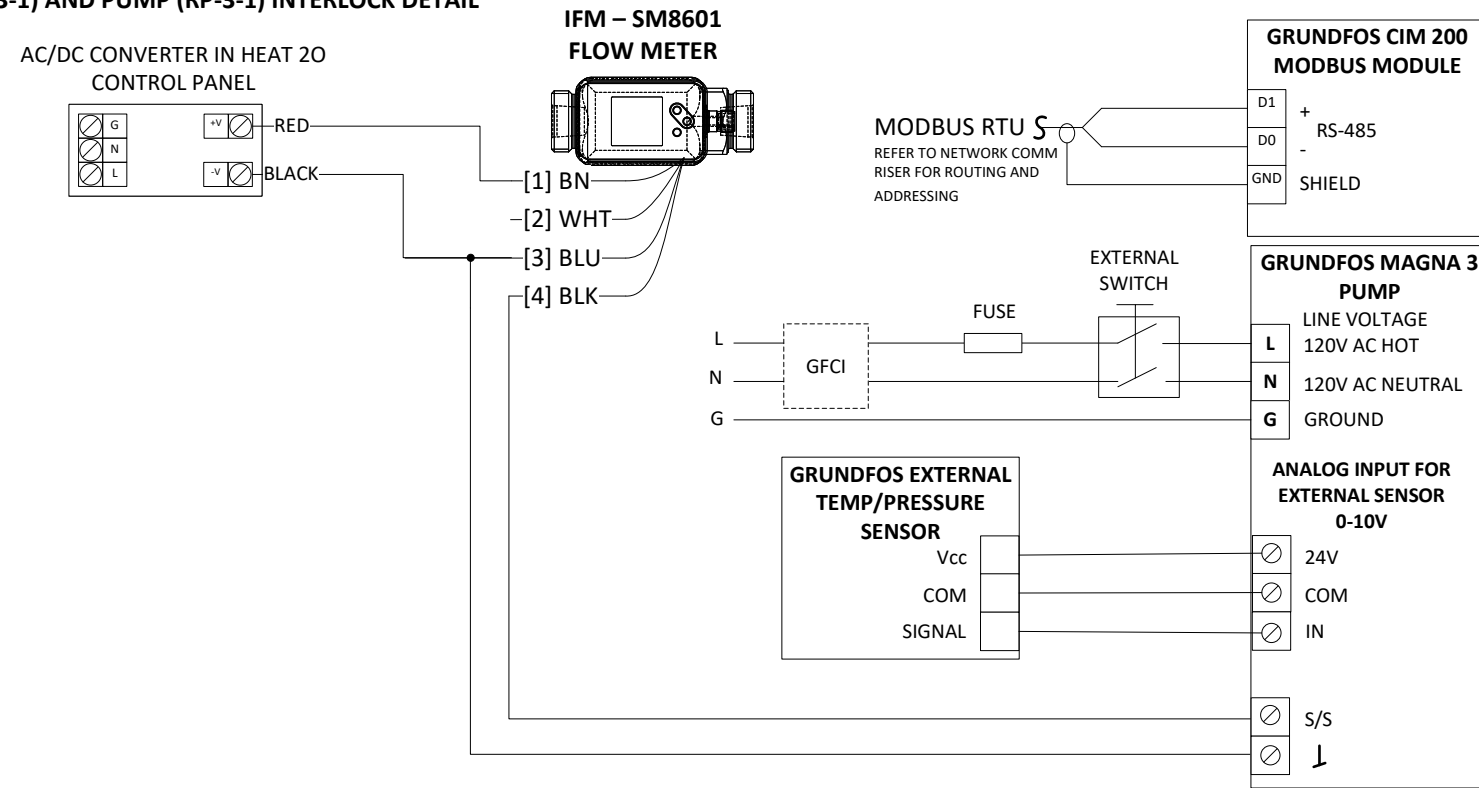 3-1) AND PUMP (RP-3-1) INTERLOCK DETAIL
IFM – SM8601
FLOW METER
AC/DC CONVERTER IN HEAT 2O
CONTROL PANEL
G
N
L
+V
-V
RED
BLACK
[1] BN
[2] WHT
[3] BLU
[4] BLK
GRUNDFOS CIM 200
MODBUS MODULE
D1
+
RS-485
D0
-
GND
SHIELD
MODBUS RTU
REFER TO NETWORK COMM
RISER FOR ROUTING AND
ADDRESSING
EXTERNAL
SWITCH
FUSE
GFCI
L
N
G
GRUNDFOS MAGNA 3
PUMP
LINE VOLTAGE
L
120V AC HOT
N
120V AC NEUTRAL
G
GROUND
GRUNDFOS EXTERNAL
TEMP/PRESSURE
SENSOR
Vcc
COM
SIGNAL
ANALOG INPUT FOR
EXTERNAL SENSOR
0-10V
24V
COM
IN
S/S